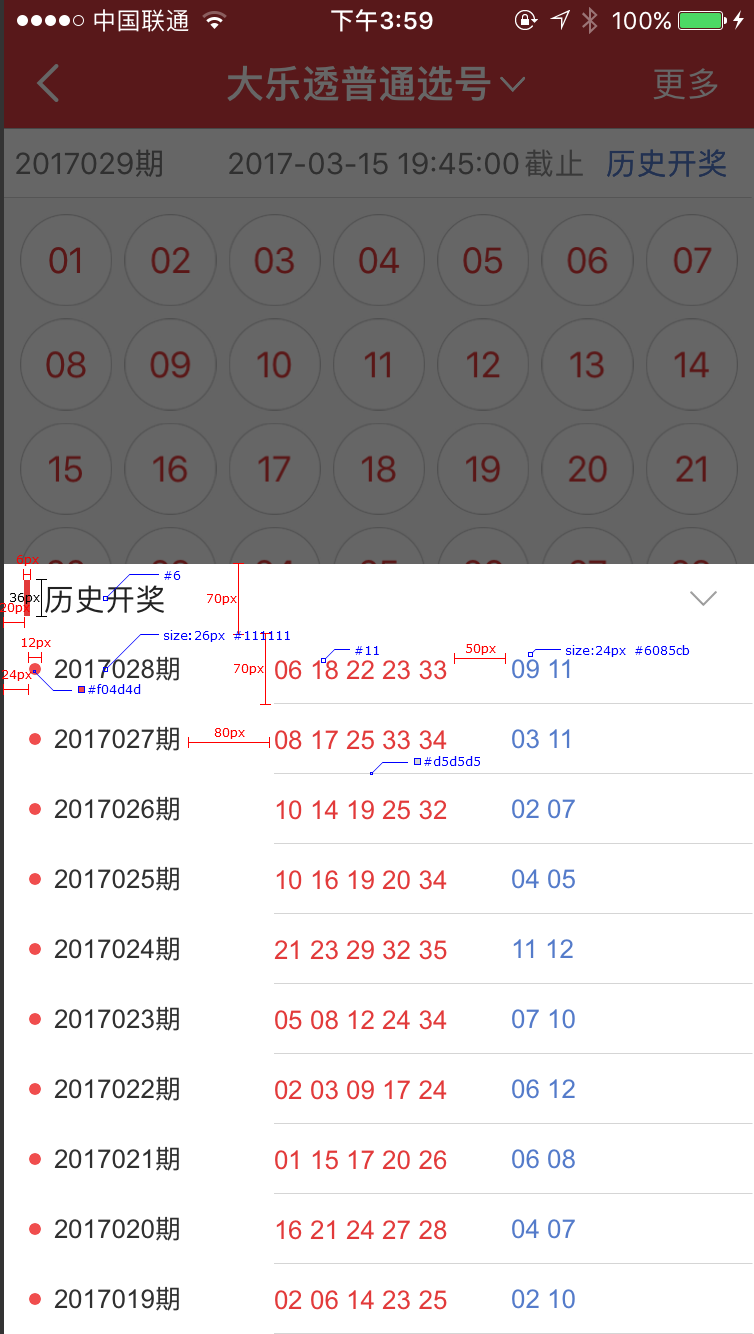 中国联通 下午3:59 100%
大乐透普通选号 更多
2017029期 2017-03-15 19:45:00截止 历史开奖
01 02 03 04 05 06 07
08 09 10 11 12 13 14
15 16 17 18 19 20 21
6px
#6
36px 历史开奖 70px
20px
size:26px #111111
12px
#11 50px size:24px #6085cb
2017028期 70px 06 18 22 23 33 09 11
24px
#f04d4d
80px
2017027期 08 17 25 33 34 03 11
#d5d5d5
2017026期 10 14 19 25 32 02 07
2017025期 10 16 19 20 34 04 05
2017024期 21 23 29 32 35 11 12
2017023期 05 08 12 24 34 07 10
2017022期 02 03 09 17 24 06 12
2017021期 01 15 17 20 26 06 08
2017020期 16 21 24 27 28 04 07
2017019期 02 06 14 23 25 02 10